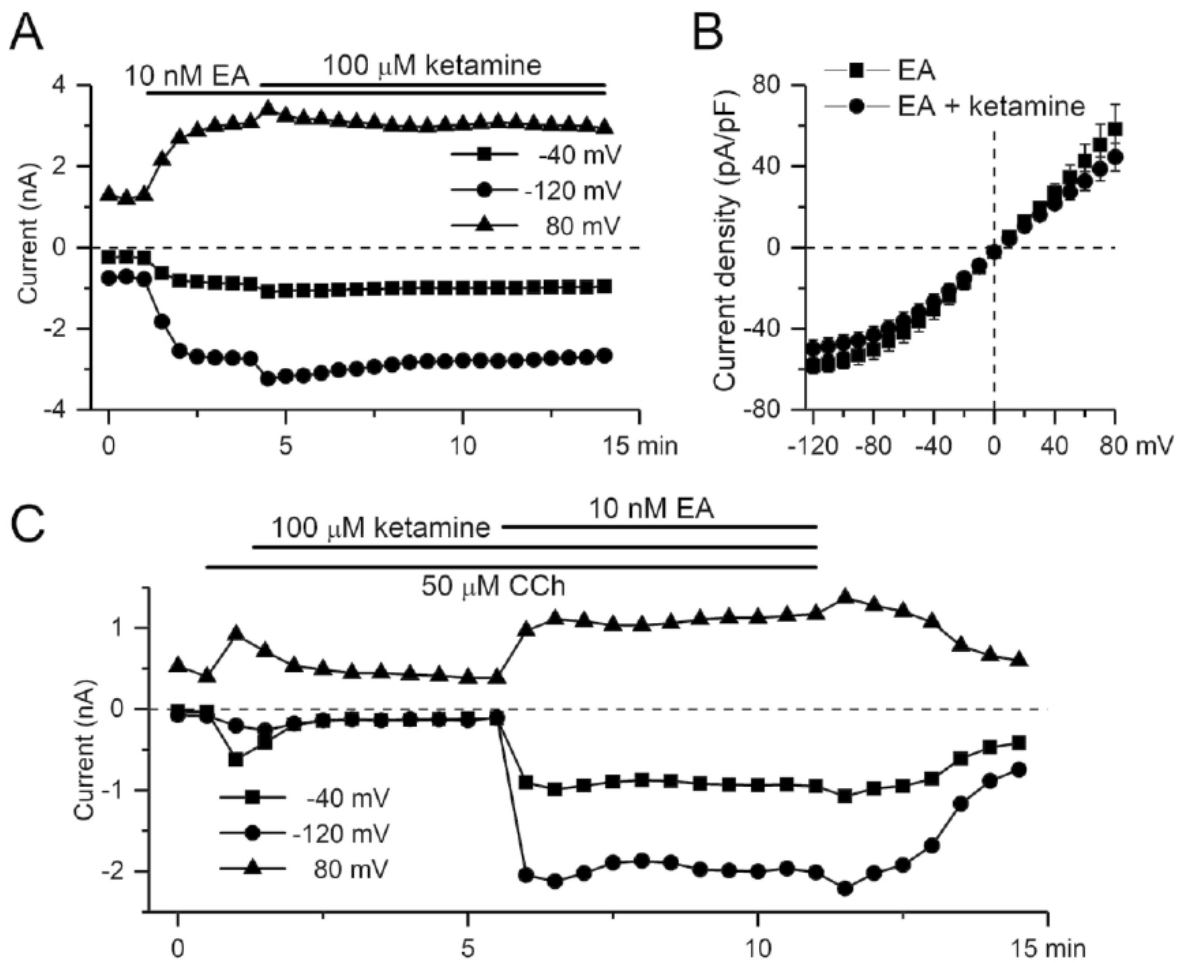 A
10 nM EA
100 μM ketamine
4
2
0
-2
-4
Current (nA)
-40 mV
-120 mV
80 mV
0 5 10 15 min
B
EA
EA + ketamine
80
40
0
-40
-80
Current density (pA/pF)
-120 -80 -40 0 40 80 mV
C
10 nM EA
100 μM ketamine
50 μM CCh
1
0
-1
-2
Current (nA)
-40 mV
-120 mV
80 mV
0 5 10 15 min